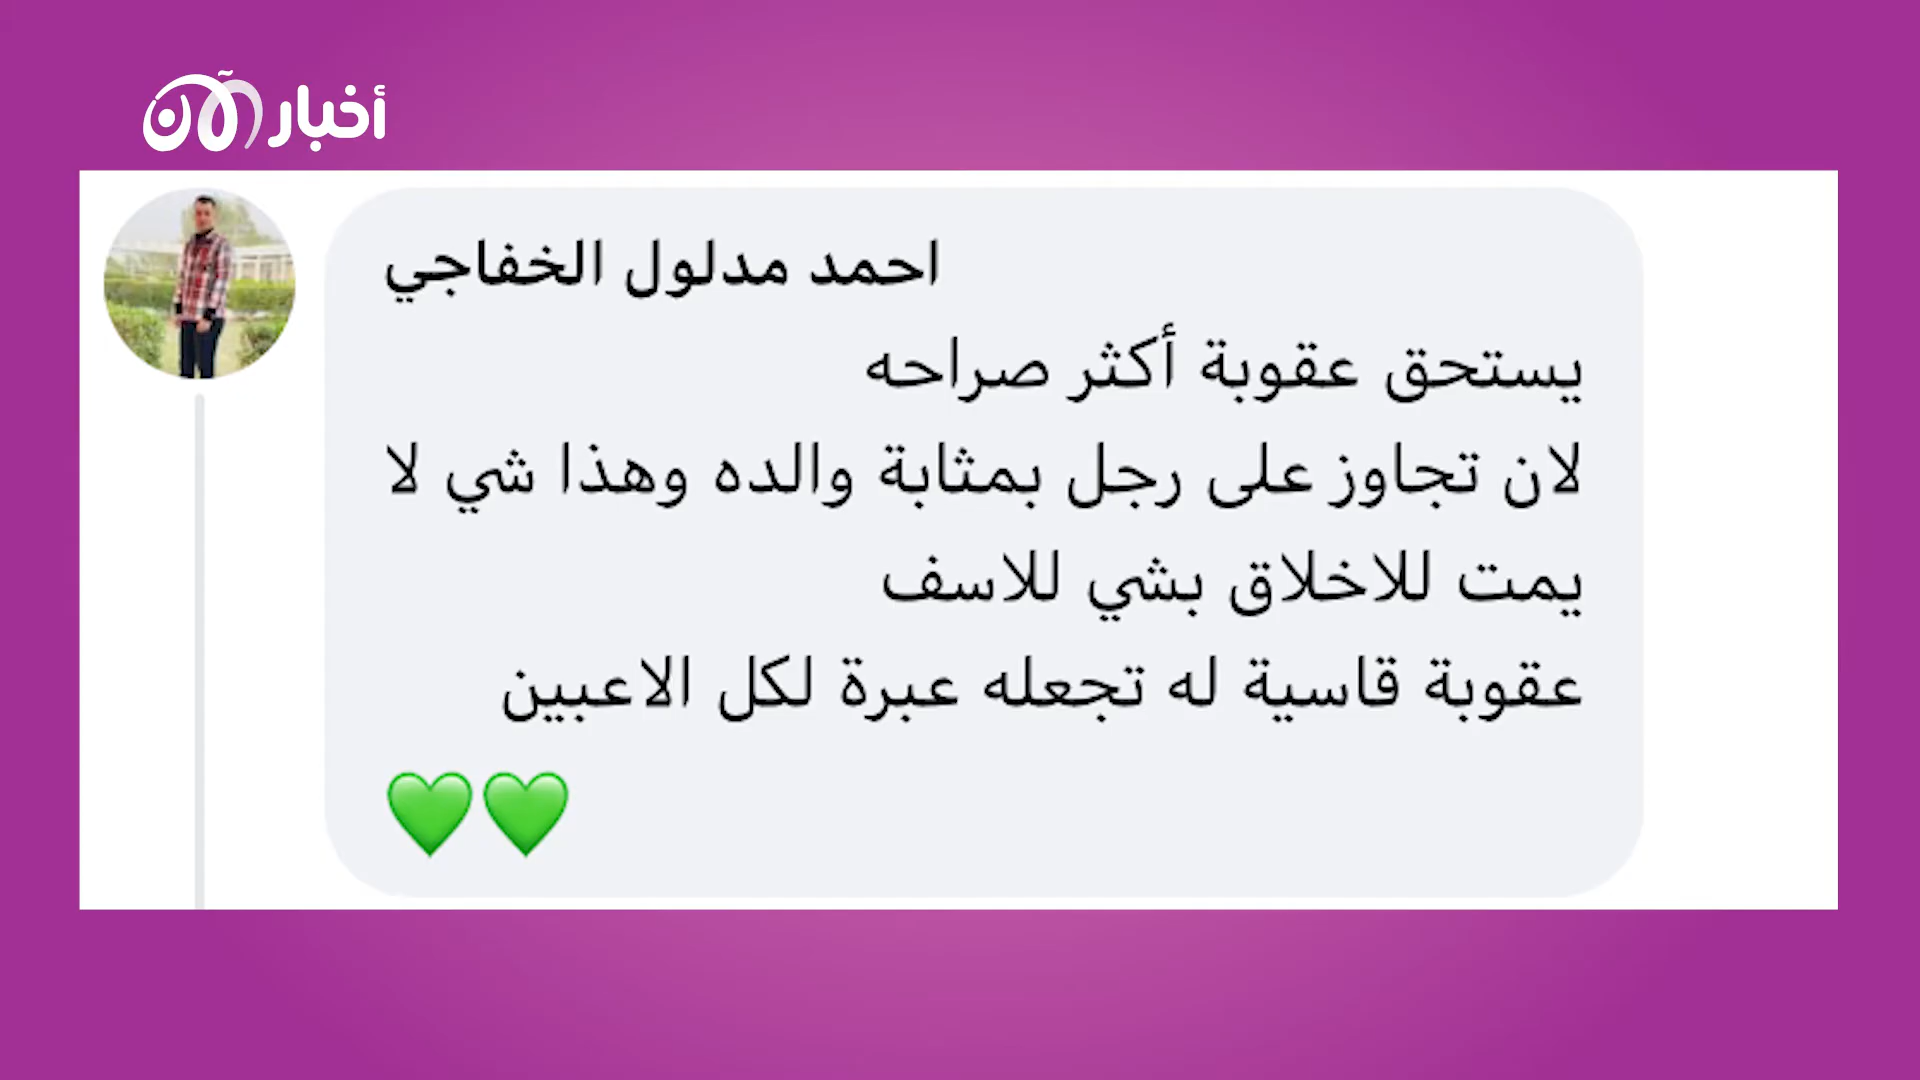 أخبار الآن
احمد مدلول الخفاجي
يستحق عقوبة أكثر صراحه
لان تجاوز على رجل بمثابة والده وهذا شي لا
يمت للاخلاق بشي للاسف
عقوبة قاسية له تجعله عبرة لكل الاعبين
💚💚